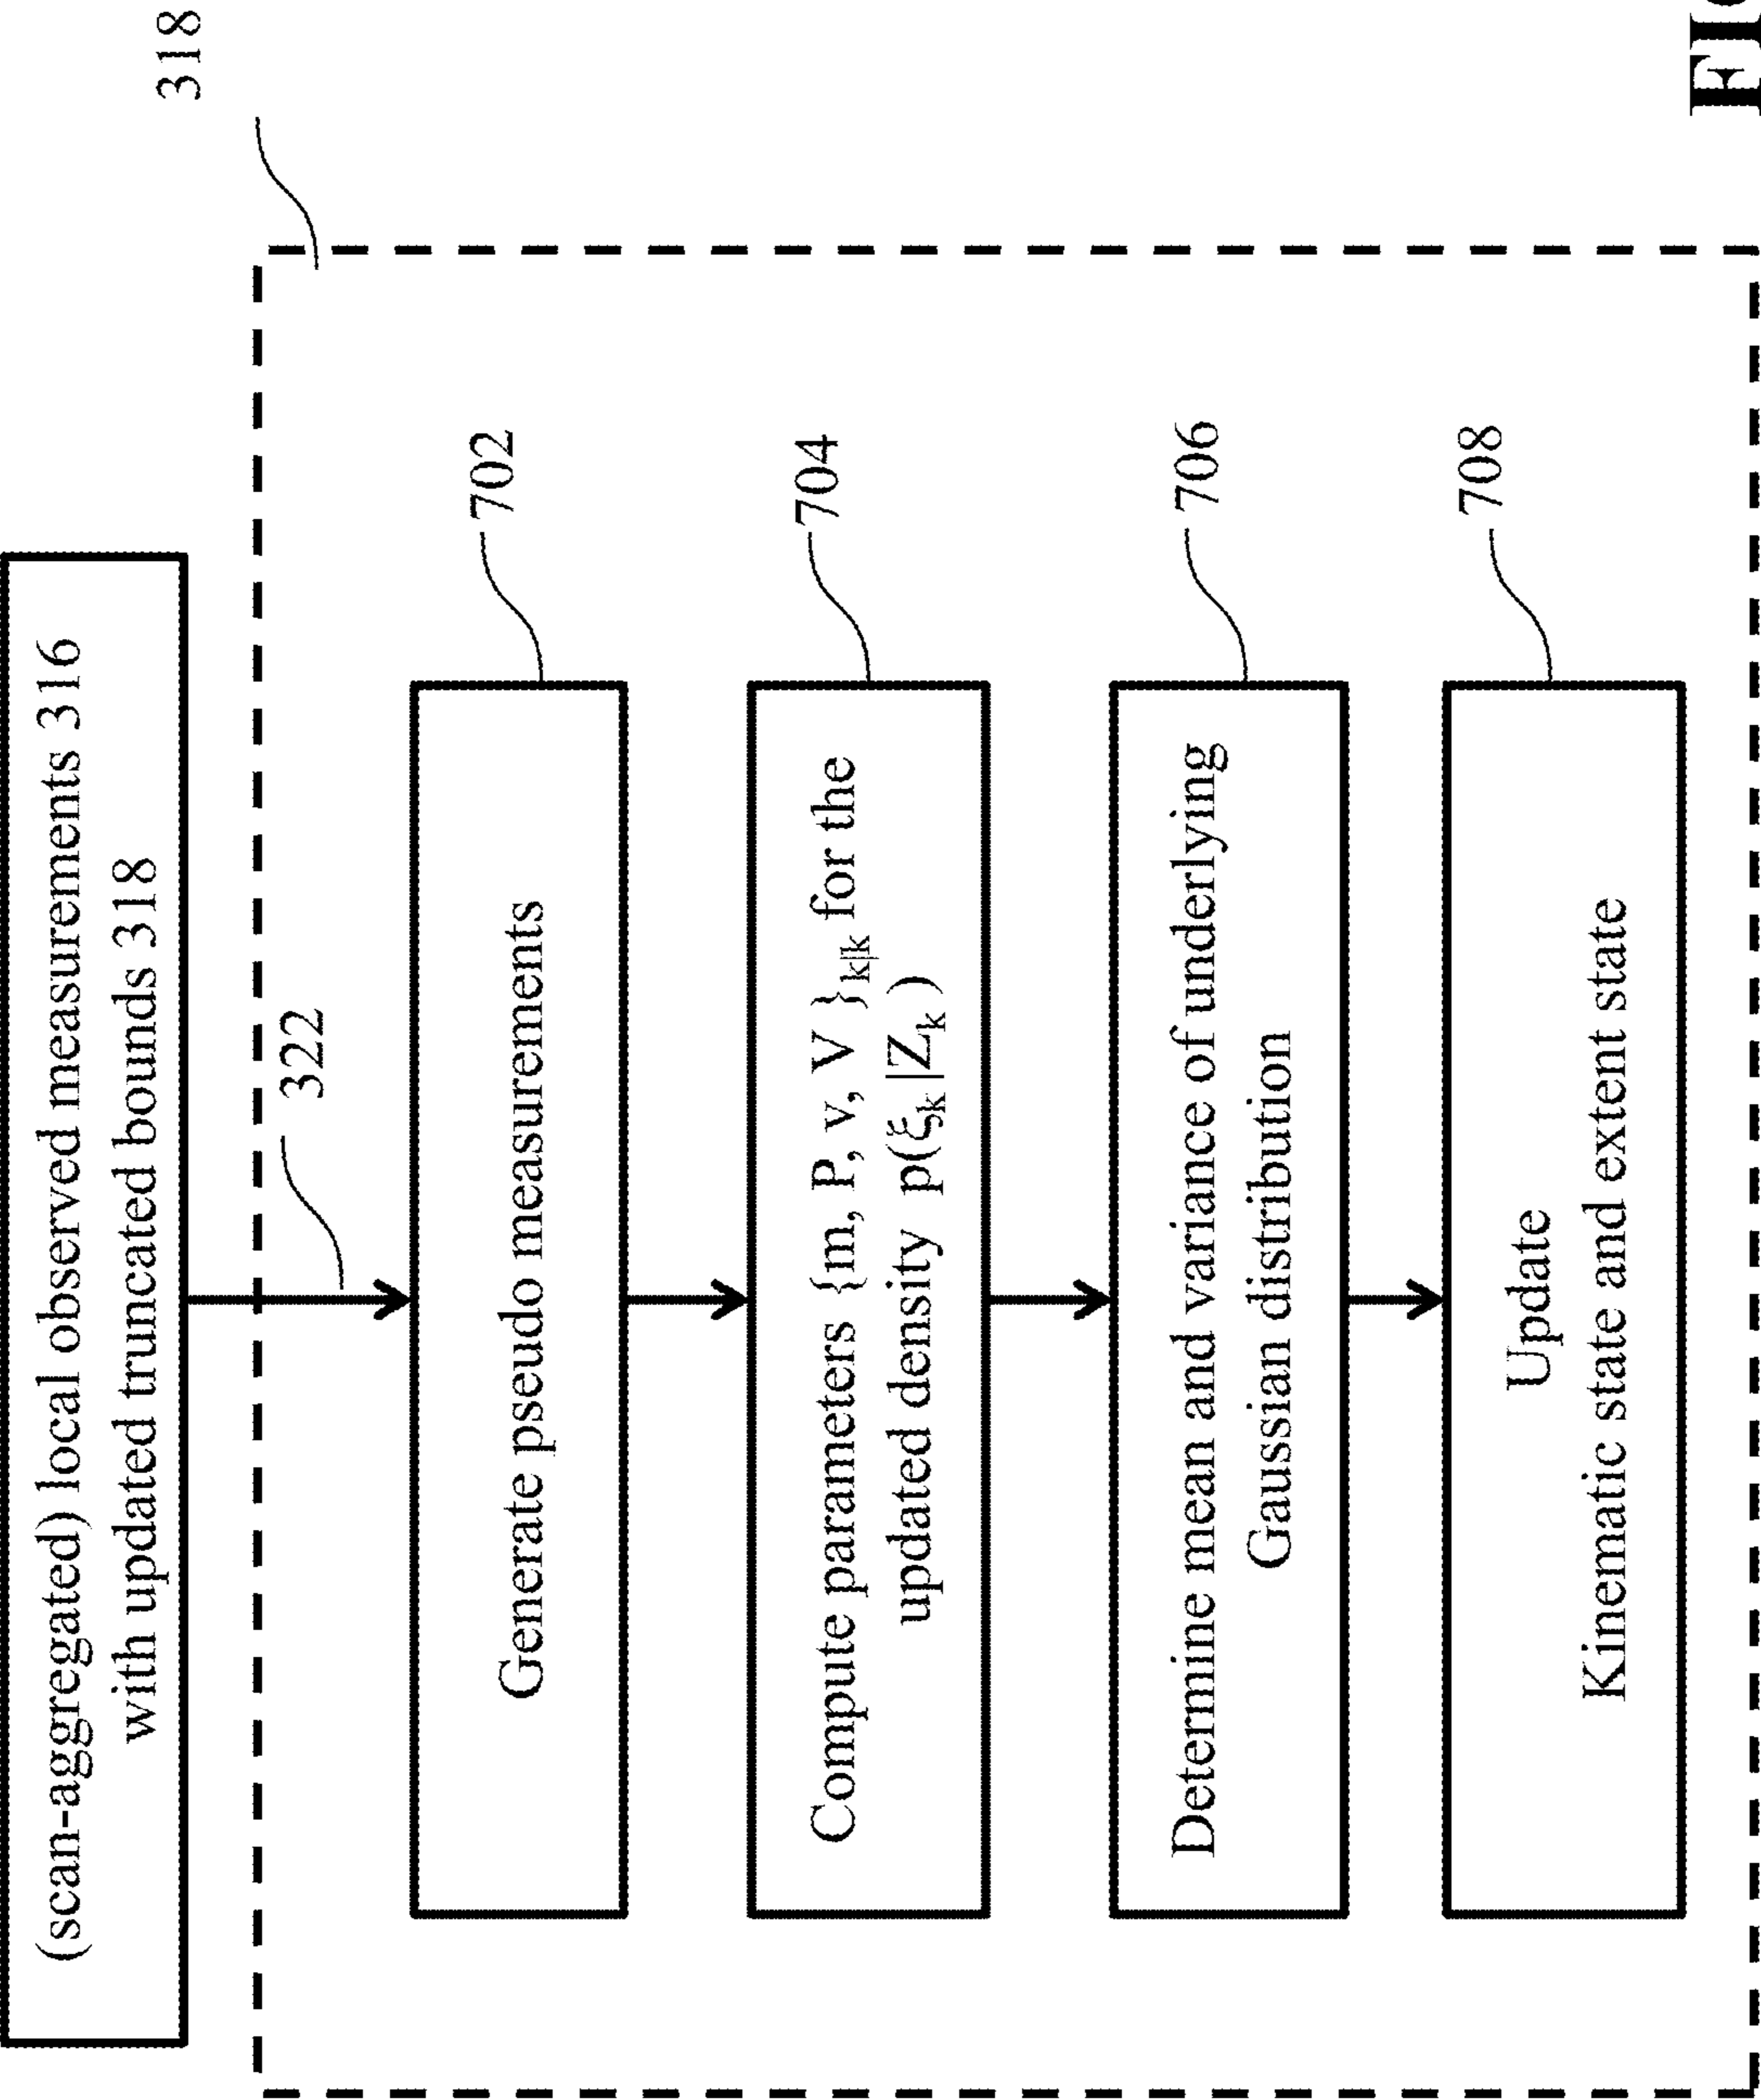 (scan-aggregated) local observed measurements 316
with updated truncated bounds 318
318
322
Generate pseudo measurements
702
Compute parameters {m, P, v, V }k|k for the
updated density p(ξk|Zk)
704
Determine mean and variance of underlying
Gaussian distribution
706
Update
Kinematic state and extent state
708